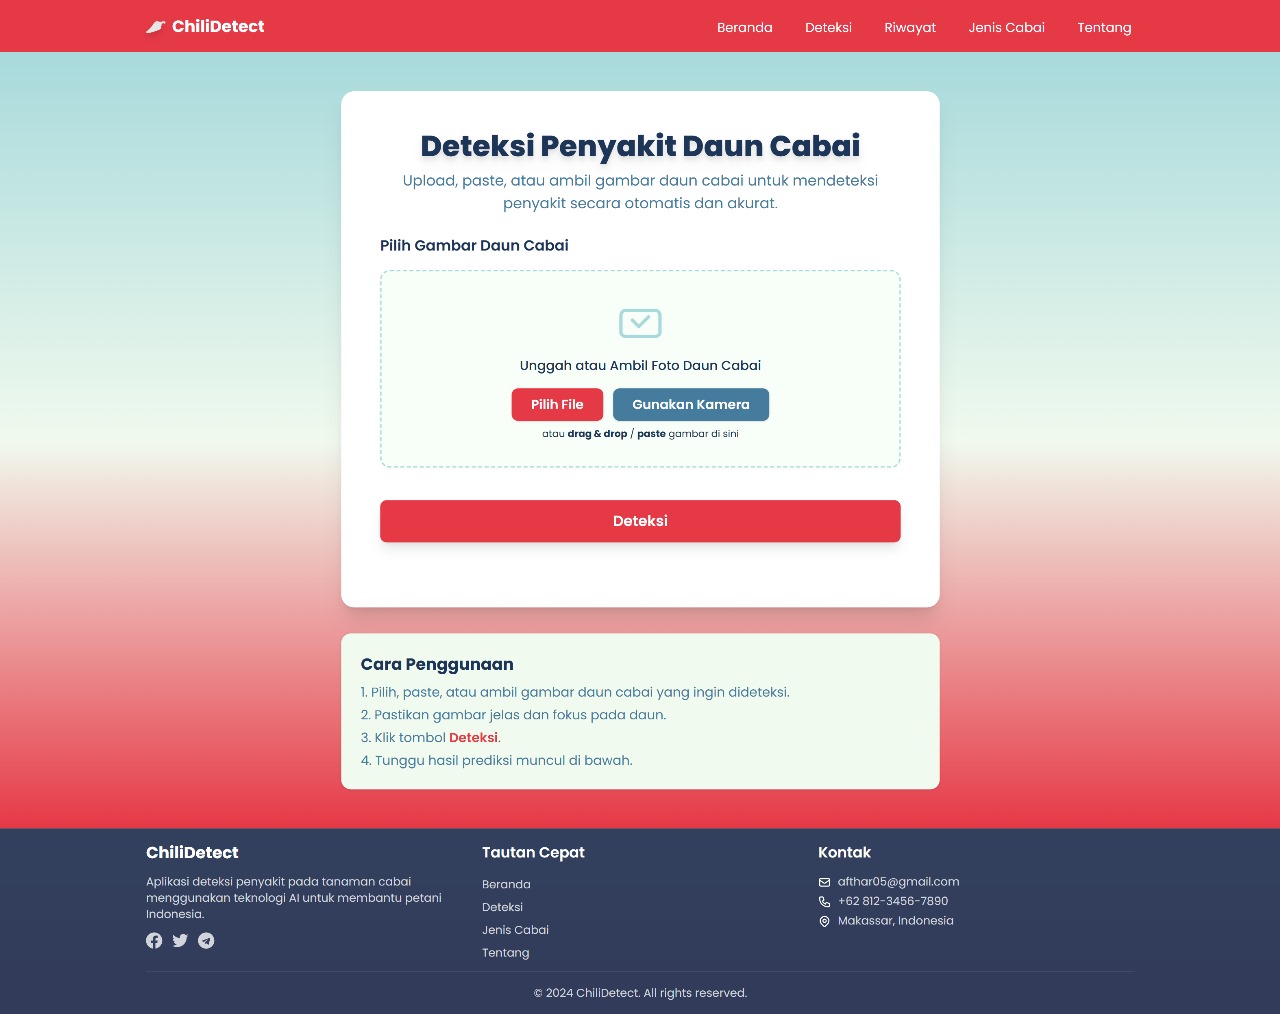 ChiliDetect
Beranda
Deteksi
Riwayat
Jenis Cabai
Tentang
Deteksi Penyakit Daun Cabai
Upload, paste, atau ambil gambar daun cabai untuk mendeteksi
penyakit secara otomatis dan akurat.
Pilih Gambar Daun Cabai
Unggah atau Ambil Foto Daun Cabai
Pilih File
Gunakan Kamera
atau drag & drop / paste gambar di sini
Deteksi
Cara Penggunaan
1. Pilih, paste, atau ambil gambar daun cabai yang ingin dideteksi.
2. Pastikan gambar jelas dan fokus pada daun.
3. Klik tombol Deteksi.
4. Tunggu hasil prediksi muncul di bawah.
ChiliDetect
Aplikasi deteksi penyakit pada tanaman cabai
menggunakan teknologi AI untuk membantu petani
Indonesia.
Tautan Cepat
Beranda
Deteksi
Jenis Cabai
Tentang
Kontak
afthar05@gmail.com
+62 812-3456-7890
Makassar, Indonesia
© 2024 ChiliDetect. All rights reserved.